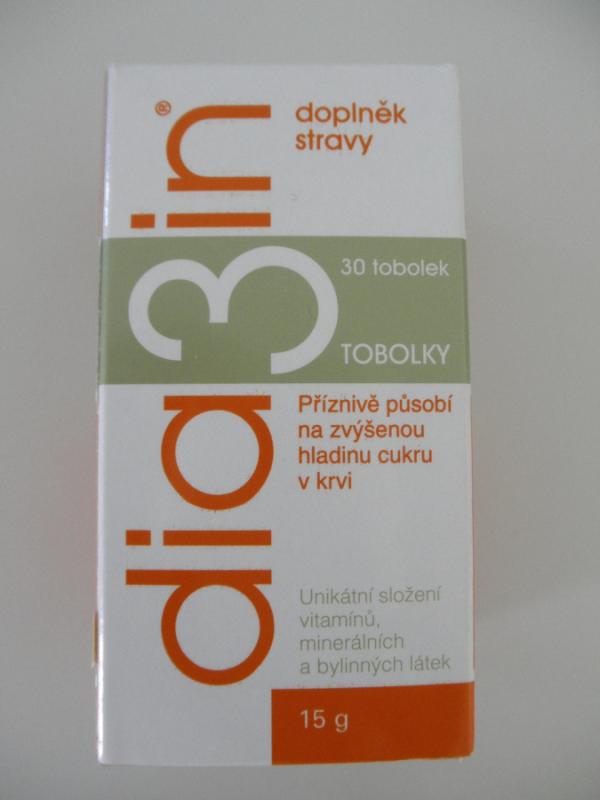 dia3in®
doplněk
stravy
30 tobolek
TOBOLKY
Příznivě působí
na zvýšenou
hladinu cukru
v krvi
Unikátní složení
vitamínů,
minerálních
a bylinných látek
15 g